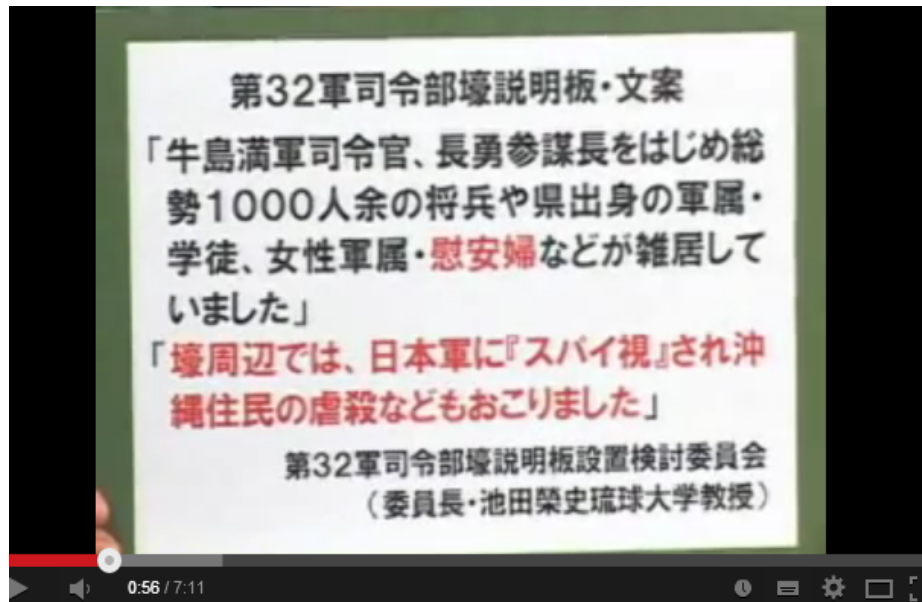 第32軍司令部壕説明板・文案
「牛島満軍司令官、長勇参謀長をはじめ総
勢1000人余の将兵や県出身の軍属・
学徒、女性軍属・慰安婦などが雑居して
いました」
「壕周辺では、日本軍に『スパイ視』され沖
縄住民の虐殺などもおこりました」
第32軍司令部壕説明板設置検討委員会
（委員長・池田榮史琉球大学教授）
0:56 / 7:11